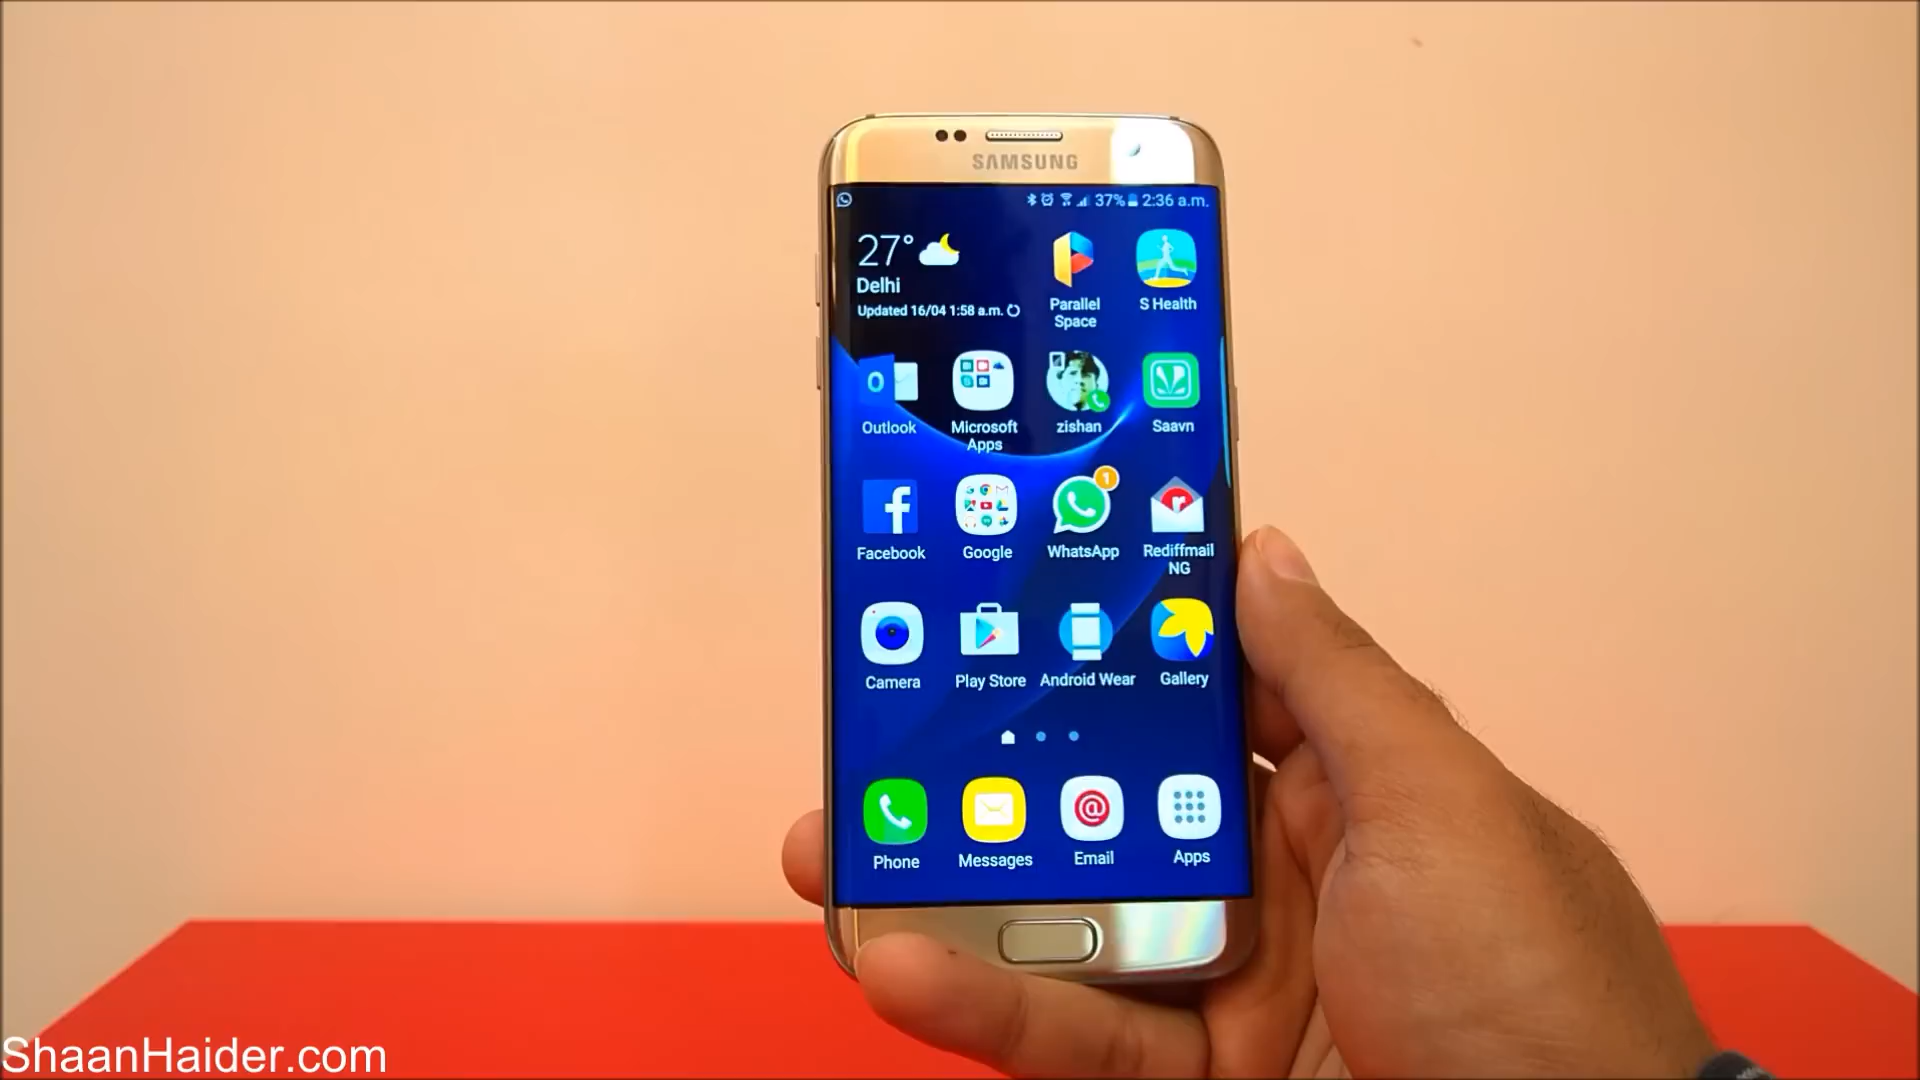 SAMSUNG
37% 2:36 a.m.
27°
Delhi
Updated 16/04 1:58 a.m.
Parallel
Space
S Health
Outlook
Microsoft
Apps
zishan
Saavn
1
Facebook
Google
WhatsApp
Rediffmail
NG
Camera
Play Store
Android Wear
Gallery
Phone
Messages
Email
Apps
ShaanHaider.com